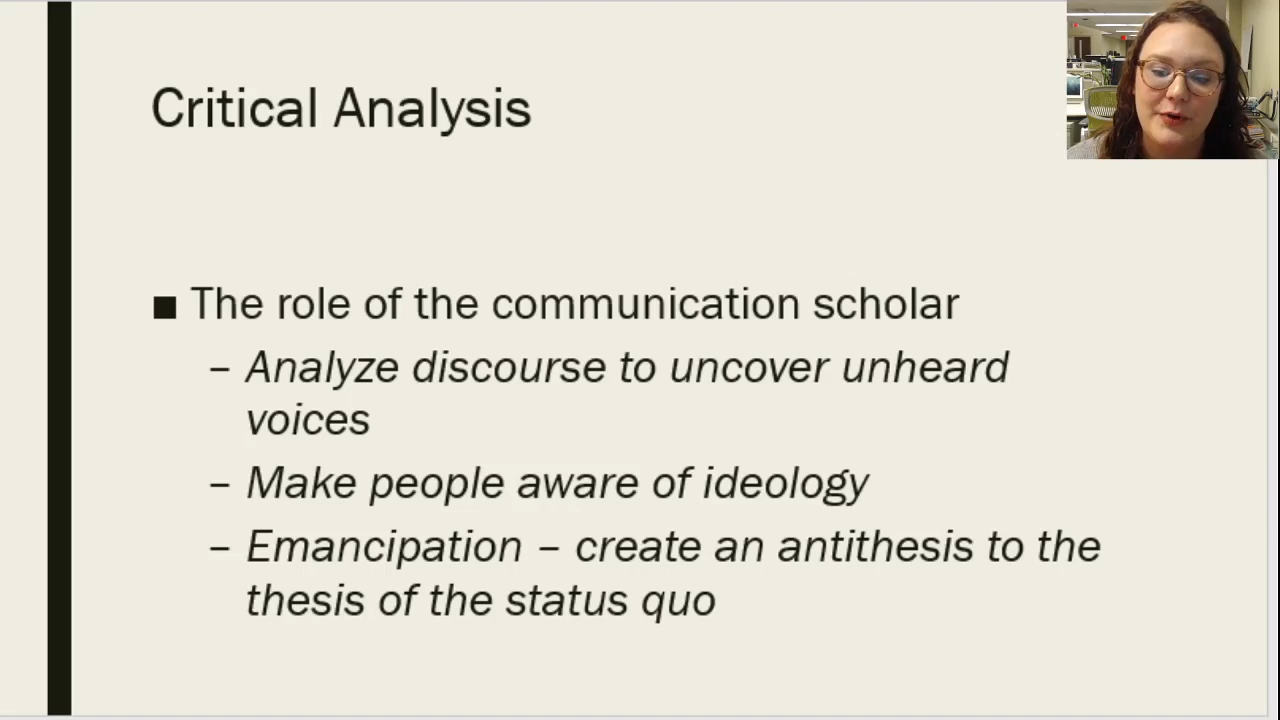 Critical Analysis
■ The role of the communication scholar
– Analyze discourse to uncover unheard
voices
– Make people aware of ideology
– Emancipation – create an antithesis to the
thesis of the status quo